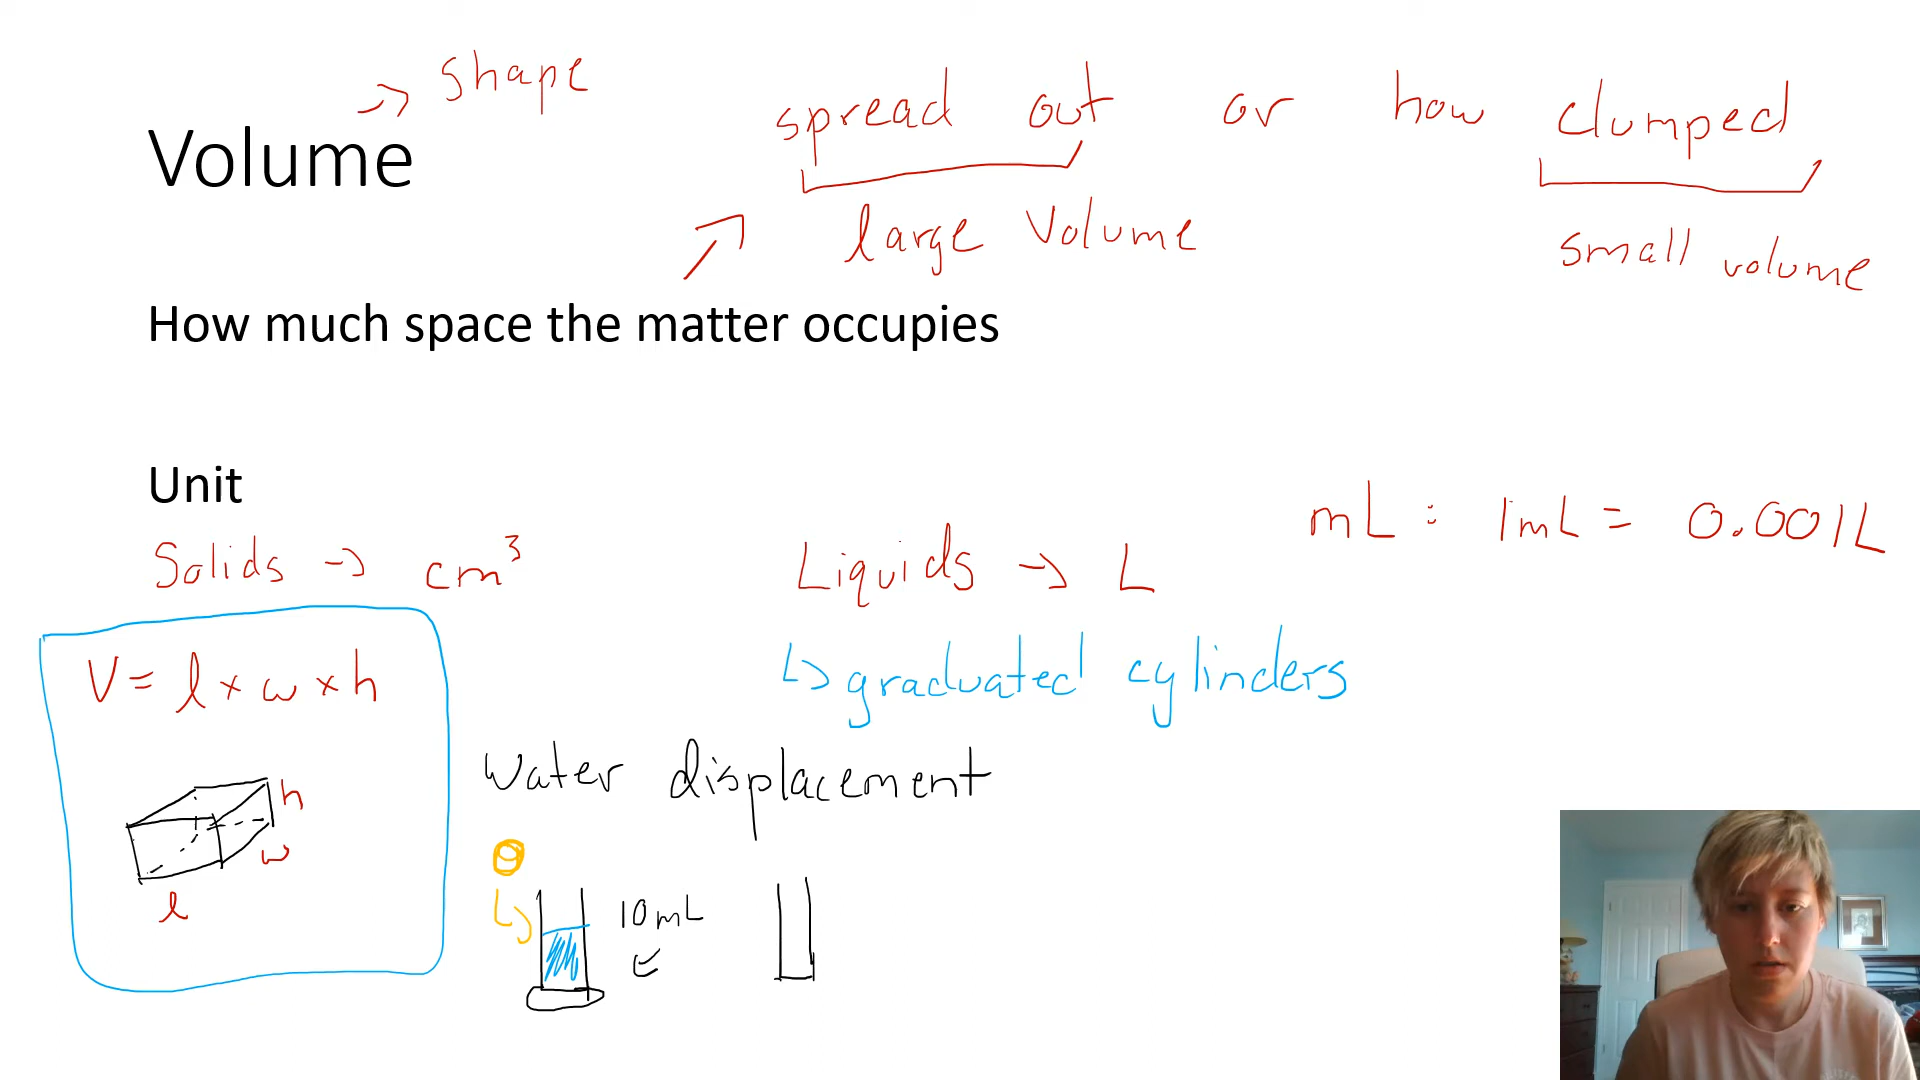 → shape
spread out or how clumped
Volume
large volume
small volume
How much space the matter occupies
Unit
mL : 1mL = 0.001L
Solids → cm³
Liquids → L
V = l × w × h
↳ graduated cylinders
water displacement
h
w
l
10mL